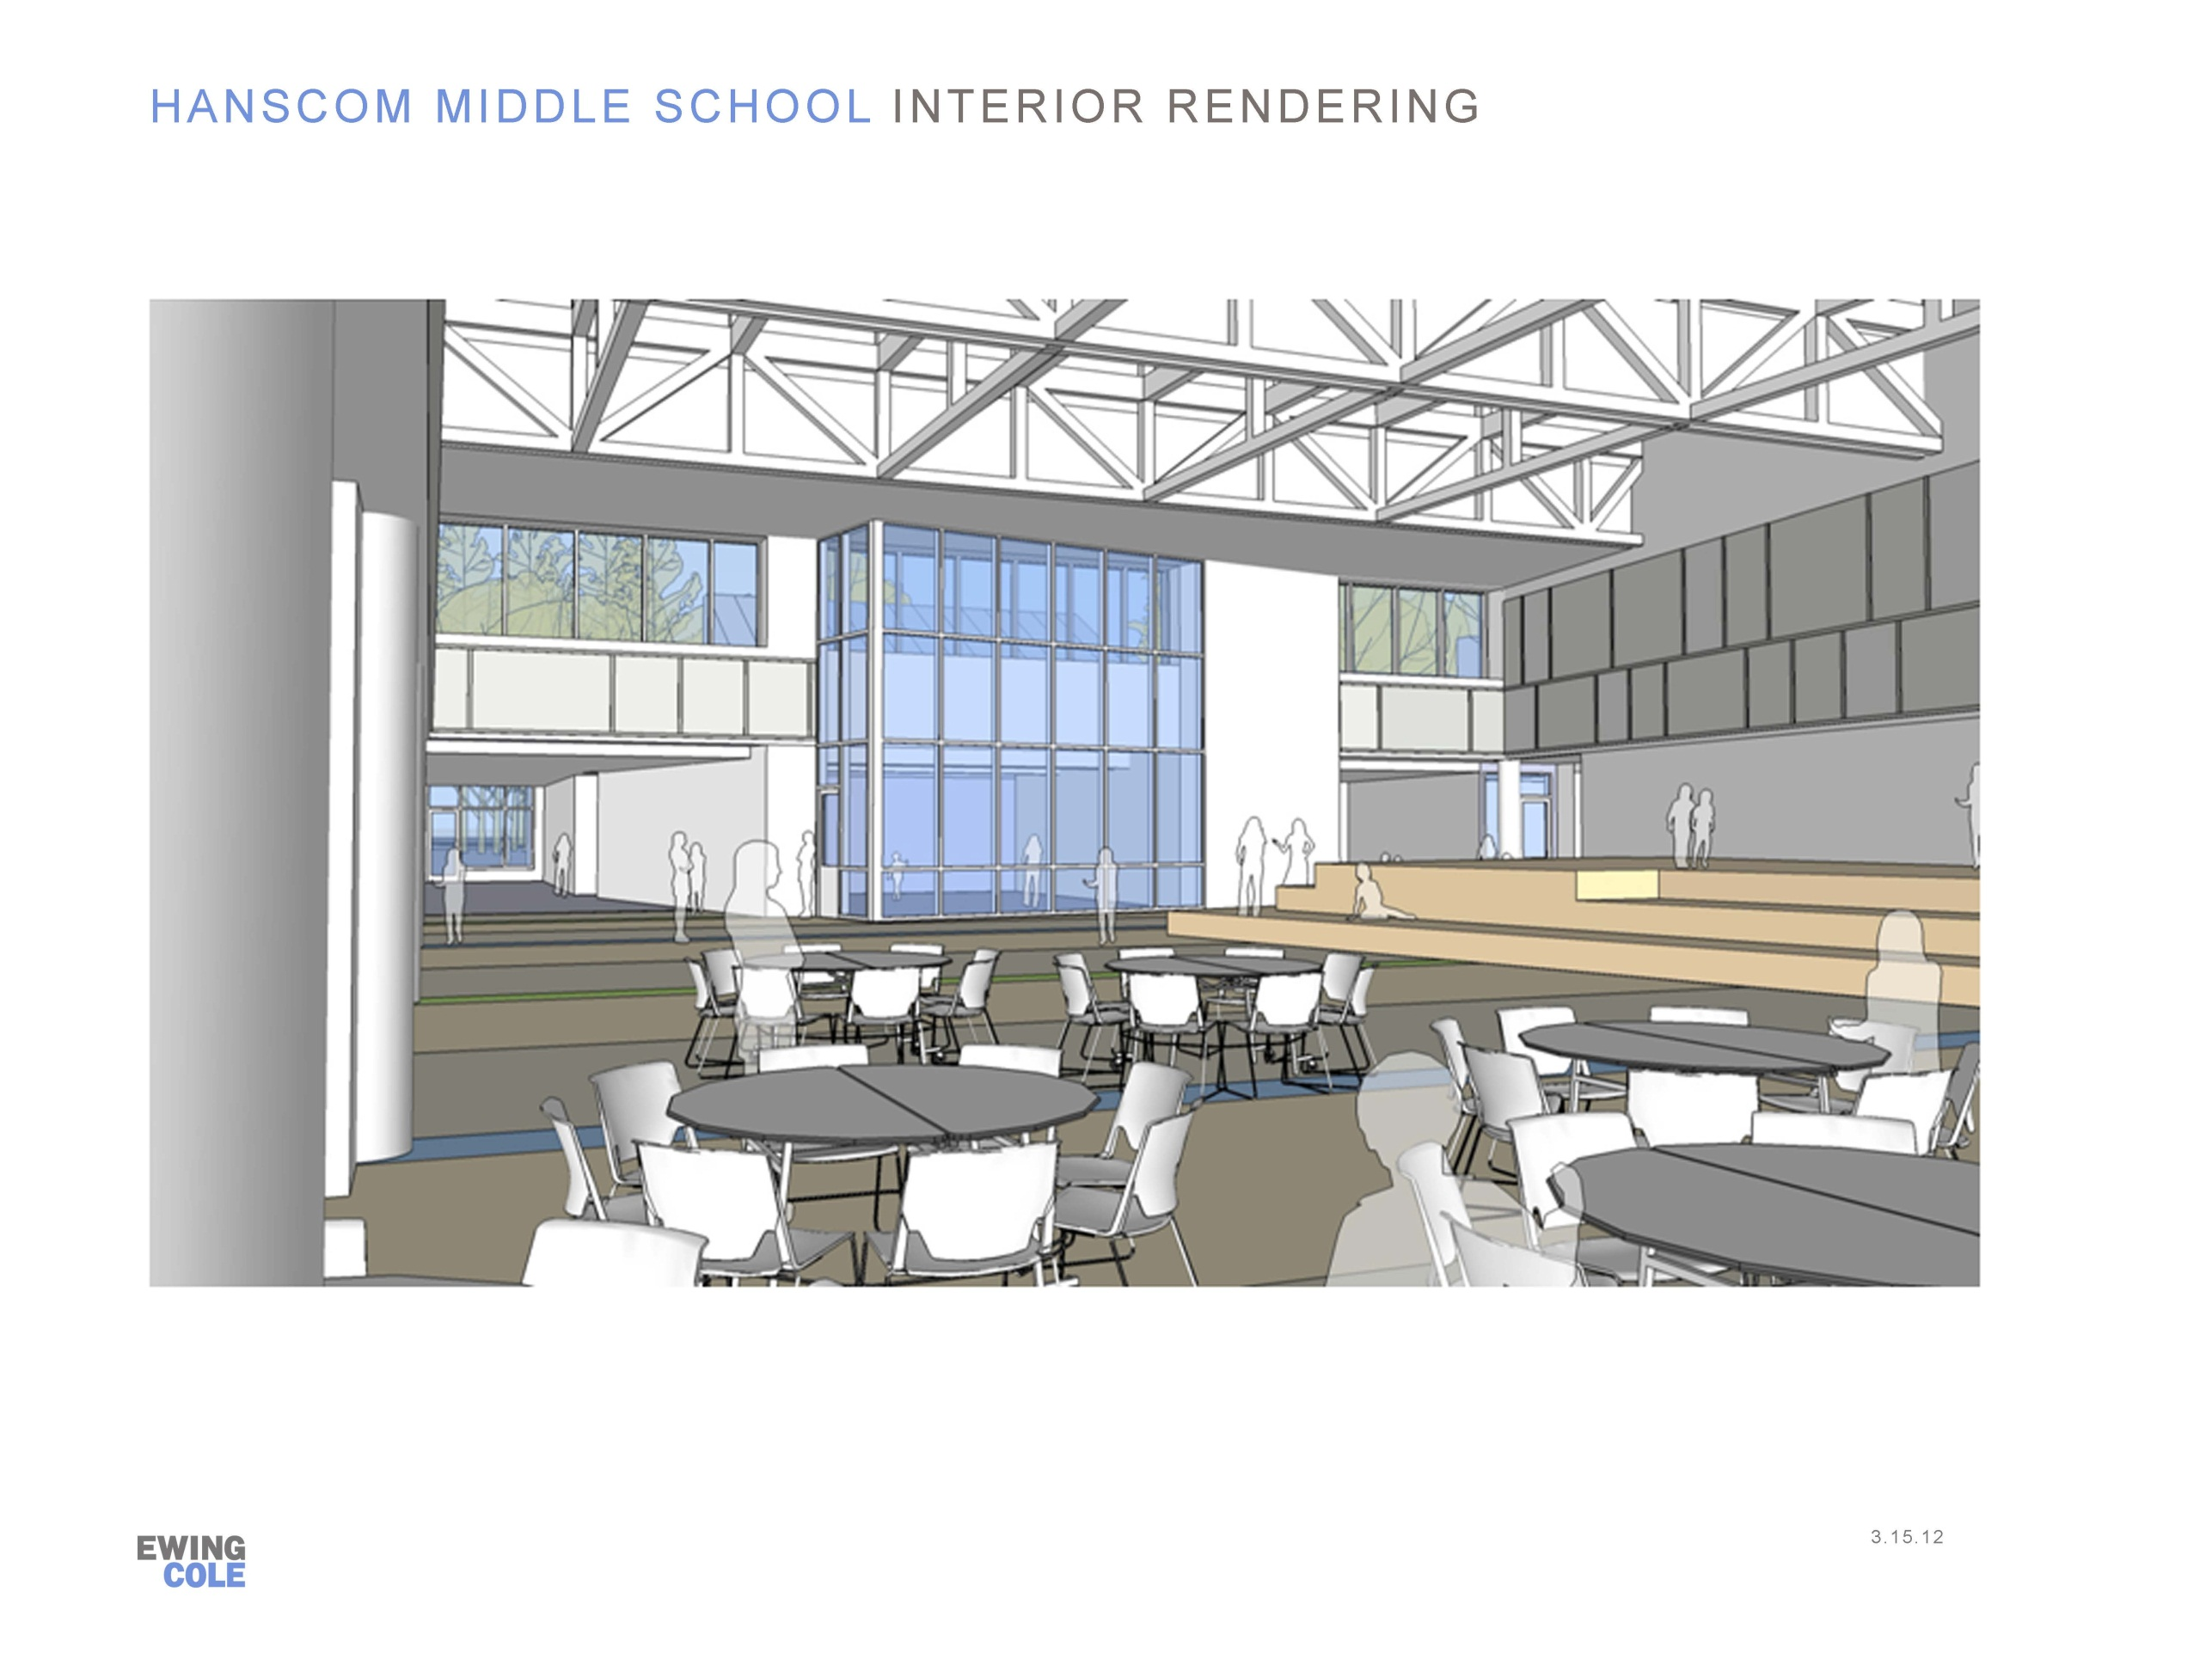 HANSCOM MIDDLE SCHOOL INTERIOR RENDERING
EWING
COLE
3.15.12